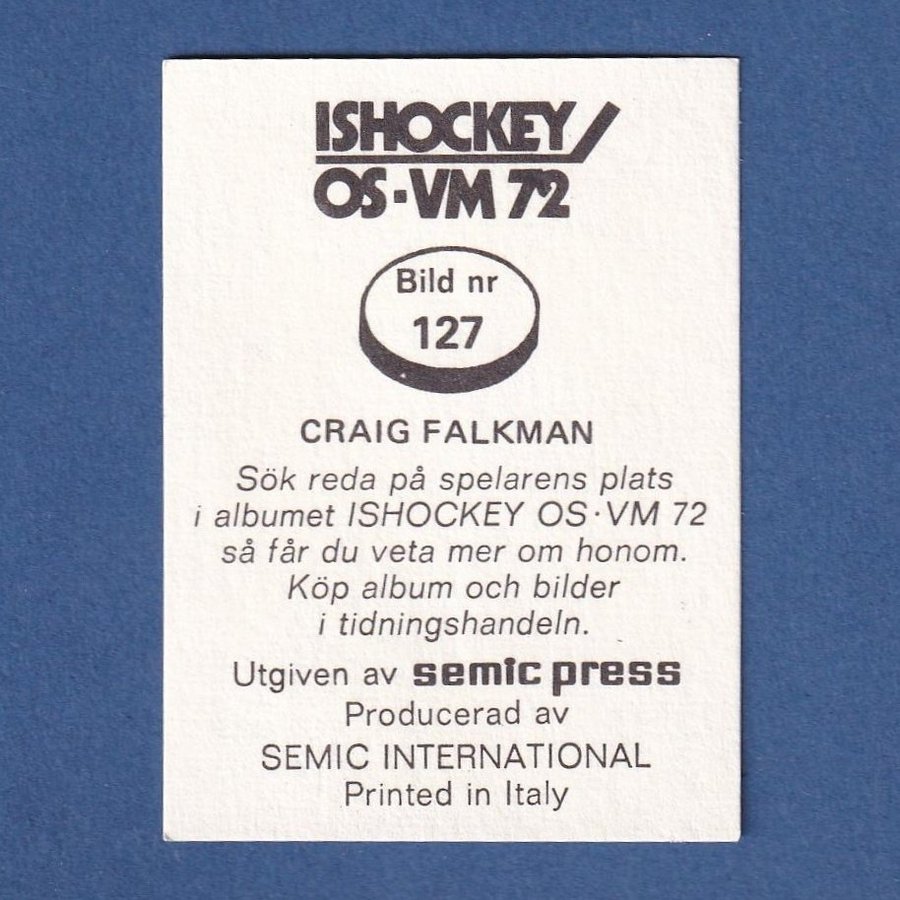 ISHOCKEY
OS·VM 72
Bild nr
127
CRAIG FALKMAN
Sök reda på spelarens plats
i albumet ISHOCKEY OS·VM 72
så får du veta mer om honom.
Köp album och bilder
i tidningshandeln.
Utgiven av semic press
Producerad av
SEMIC INTERNATIONAL
Printed in Italy